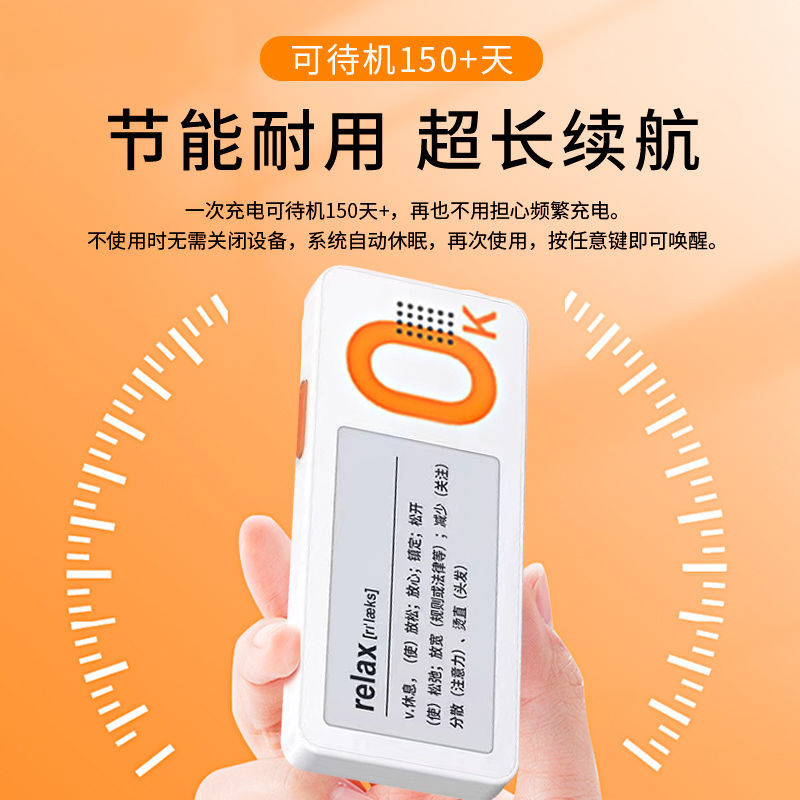 可待机150+天
节能耐用 超长续航
一次充电可待机150天+，再也不用担心频繁充电。
不使用时无需关闭设备，系统自动休眠，再次使用，按任意键即可唤醒。
OK
relax [rɪ'læks]
v.休息，（使）放松；放心；镇定；松开
（使）松弛；放宽（规则或法律等）；减少（关注）
分散（注意力）、烫直（头发）